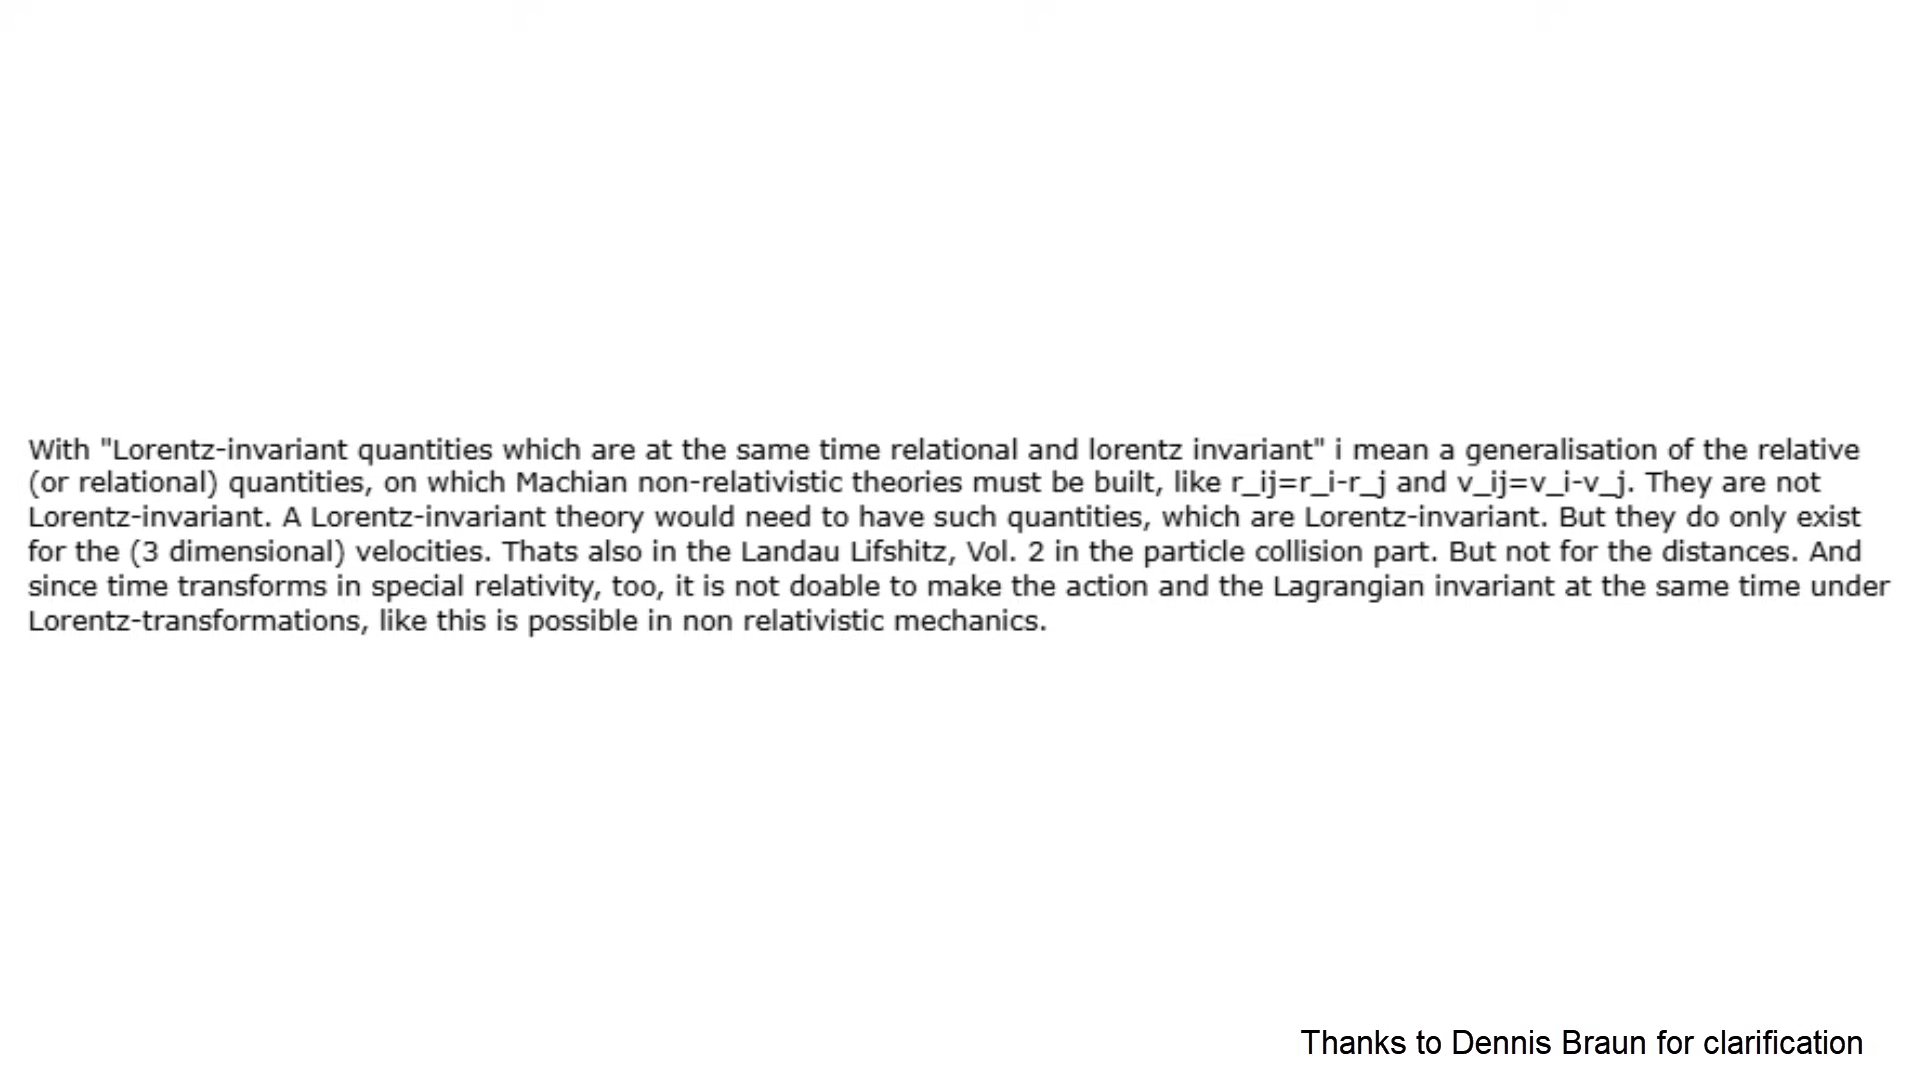 With "Lorentz-invariant quantities which are at the same time relational and lorentz invariant" i mean a generalisation of the relative
(or relational) quantities, on which Machian non-relativistic theories must be built, like r_ij=r_i-r_j and v_ij=v_i-v_j. They are not
Lorentz-invariant. A Lorentz-invariant theory would need to have such quantities, which are Lorentz-invariant. But they do only exist
for the (3 dimensional) velocities. Thats also in the Landau Lifshitz, Vol. 2 in the particle collision part. But not for the distances. And
since time transforms in special relativity, too, it is not doable to make the action and the Lagrangian invariant at the same time under
Lorentz-transformations, like this is possible in non relativistic mechanics.
Thanks to Dennis Braun for clarification